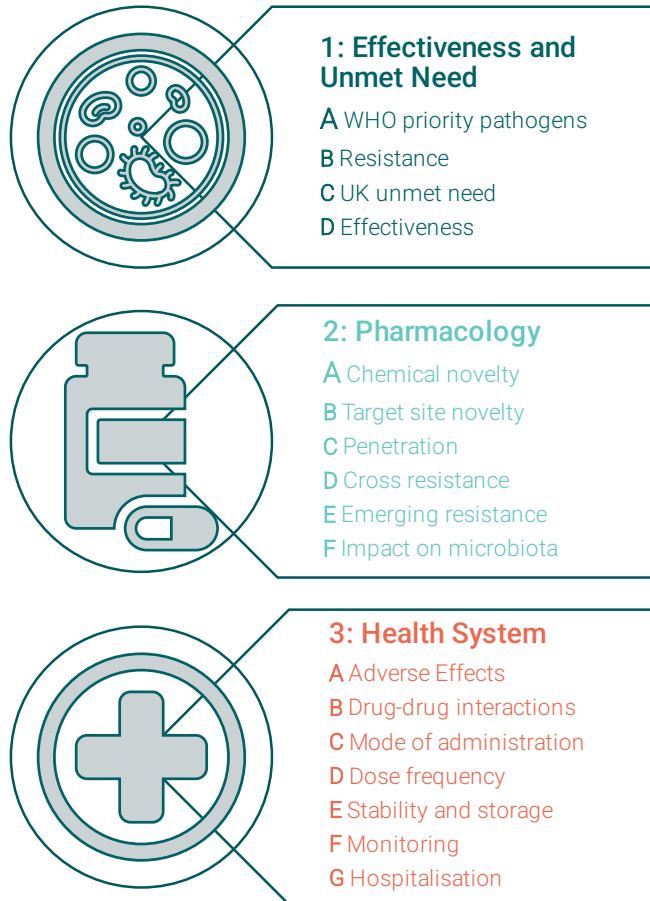 1: Effectiveness and
Unmet Need
A WHO priority pathogens
B Resistance
C UK unmet need
D Effectiveness
2: Pharmacology
A Chemical novelty
B Target site novelty
C Penetration
D Cross resistance
E Emerging resistance
F Impact on microbiota
3: Health System
A Adverse Effects
B Drug-drug interactions
C Mode of administration
D Dose frequency
E Stability and storage
F Monitoring
G Hospitalisation